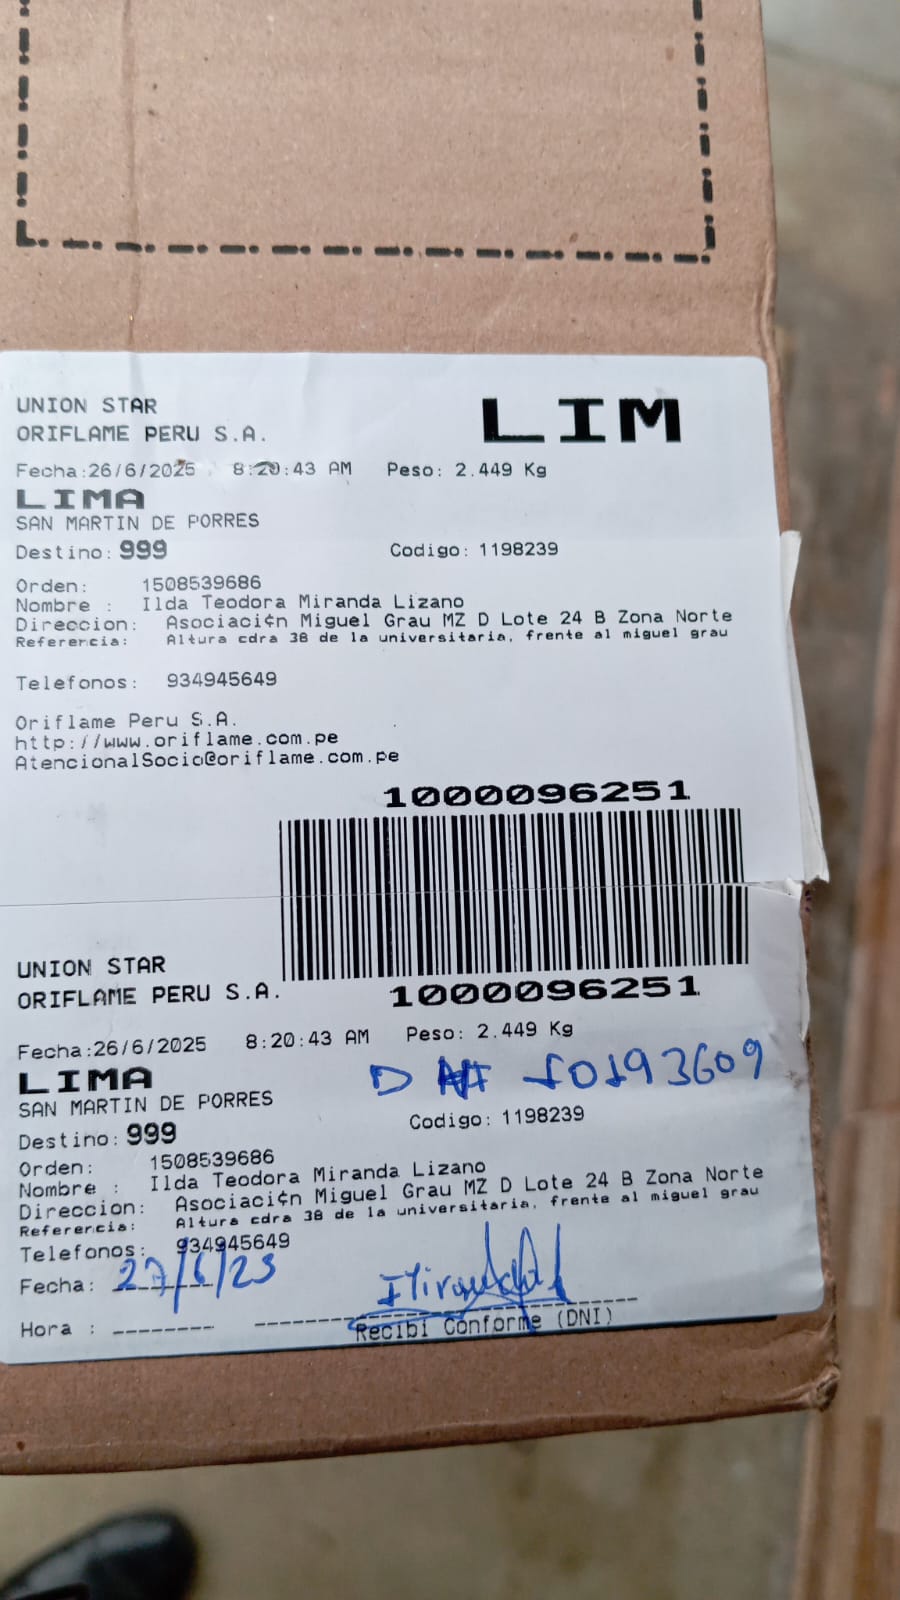 UNION STAR
LIM
ORIFLAME PERU S.A.
Fecha:26/6/2025 8:20:43 AM Peso: 2.449 Kg
LIMA
SAN MARTIN DE PORRES
Destino: 999 Codigo: 1198239
Orden: 1508539686
Nombre : Ilda Teodora Miranda Lizano
Direccion: Asociaci¢n Miguel Grau MZ D Lote 24 B Zona Norte
Referencia: Altura cdra 38 de la universitaria, frente al miguel grau
Telefonos: 934945649
Oriflame Peru S.A.
http://www.oriflame.com.pe
AtencionalSocio@oriflame.com.pe
1000096251
UNION STAR
ORIFLAME PERU S.A.
1000096251
Fecha:26/6/2025 8:20:43 AM Peso: 2.449 Kg
LIMA
DNI 10193609
SAN MARTIN DE PORRES
Destino: 999 Codigo: 1198239
Orden: 1508539686
Nombre : Ilda Teodora Miranda Lizano
Direccion: Asociaci¢n Miguel Grau MZ D Lote 24 B Zona Norte
Referencia: Altura cdra 38 de la universitaria, frente al miguel grau
Telefonos: 934945649
Fecha: 27/6/25
Hora : Recibi Conforme (DNI)